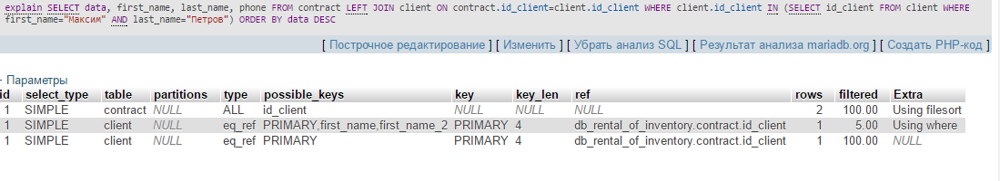 explain SELECT data, first_name, last_name, phone FROM contract LEFT JOIN client ON contract.id_client=client.id_client WHERE client.id_client IN (SELECT id_client FROM client WHERE
first_name="Максим" AND last_name="Петров") ORDER BY data DESC
[ Построчное редактирование ] [ Изменить ] [ Убрать анализ SQL ] [ Результат анализа mariadb.org ] [ Создать PHP-код ]
- Параметры
id select_type table partitions type possible_keys key key_len ref rows filtered Extra
1 SIMPLE contract NULL ALL id_client NULL NULL NULL 2 100.00 Using filesort
1 SIMPLE client NULL eq_ref PRIMARY,first_name,first_name_2 PRIMARY 4 db_rental_of_inventory.contract.id_client 1 5.00 Using where
1 SIMPLE client NULL eq_ref PRIMARY PRIMARY 4 db_rental_of_inventory.contract.id_client 1 100.00 NULL